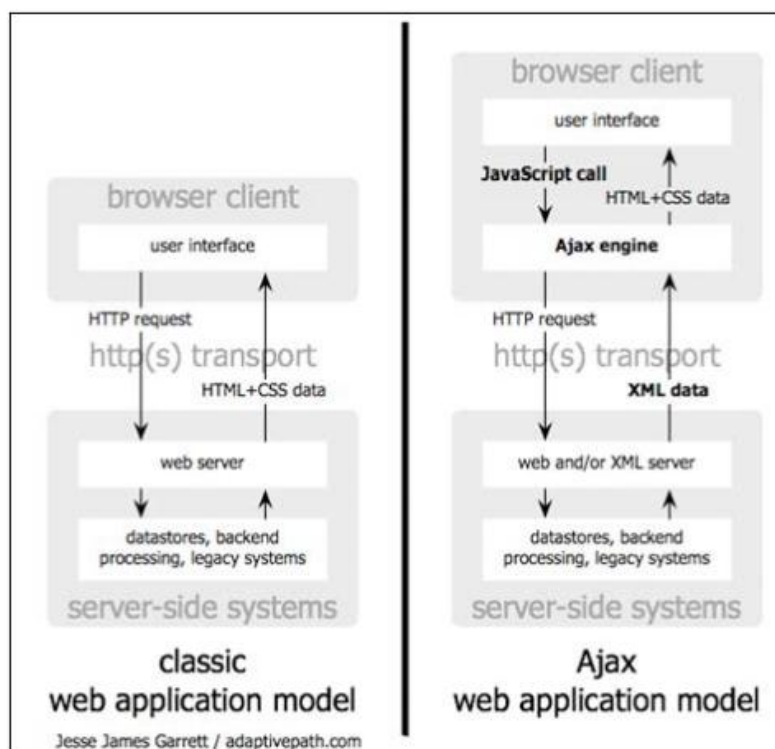 browser client
user interface
HTTP request
http(s) transport
HTML+CSS data
web server
datastores, backend
processing, legacy systems
server-side systems
classic
web application model
Jesse James Garrett / adaptivepath.com
browser client
user interface
JavaScript call
HTML+CSS data
Ajax engine
HTTP request
http(s) transport
XML data
web and/or XML server
datastores, backend
processing, legacy systems
server-side systems
Ajax
web application model